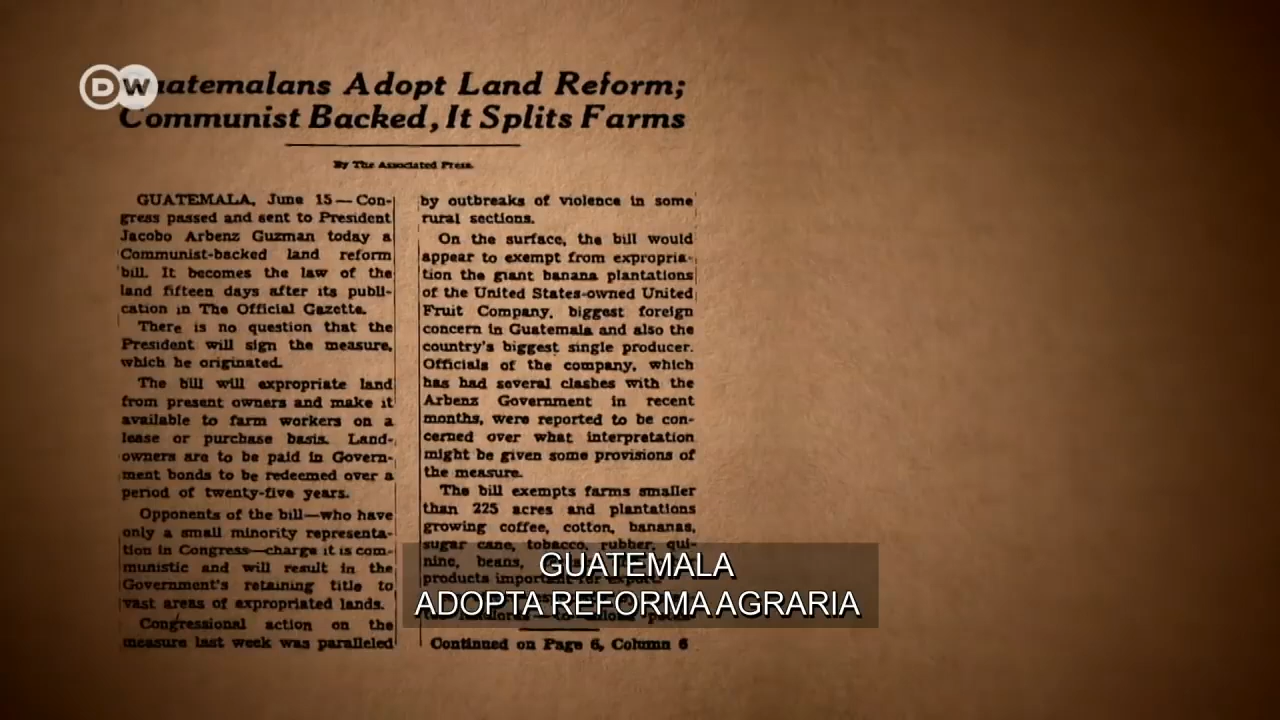 DW
Guatemalans Adopt Land Reform;
Communist Backed, It Splits Farms
By The Associated Press.
GUATEMALA, June 15 — Con-
gress passed and sent to President
Jacobo Arbenz Guzman today a
Communist-backed land reform
bill. It becomes the law of the
land fifteen days after its publi-
cation in The Official Gazette.
There is no question that the
President will sign the measure,
which he originated.
The bill will expropriate land
from present owners and make it
available to farm workers on a
lease or purchase basis. Land-
owners are to be paid in Govern-
ment bonds to be redeemed over a
period of twenty-five years.
Opponents of the bill—who have
only a small minority representa-
tion in Congress—charge it is com-
munistic and will result in the
Government's retaining title to
vast areas of expropriated lands.
Congressional action on the
measure last week was paralleled
by outbreaks of violence in some
rural sections.
On the surface, the bill would
appear to exempt from expropria-
tion the giant banana plantations
of the United States-owned United
Fruit Company, biggest foreign
concern in Guatemala and also the
country's biggest single producer.
Officials of the company, which
has had several clashes with the
Arbenz Government in recent
months, were reported to be con-
cerned over what interpretation
might be given some provisions of
the measure.
The bill exempts farms smaller
than 225 acres and plantations
growing coffee, cotton, bananas,
sugar cane, tobacco, rubber, qui-
nine, beans,
products important for export.
Continued on Page 6, Column 6
GUATEMALA
ADOPTA REFORMA AGRARIA